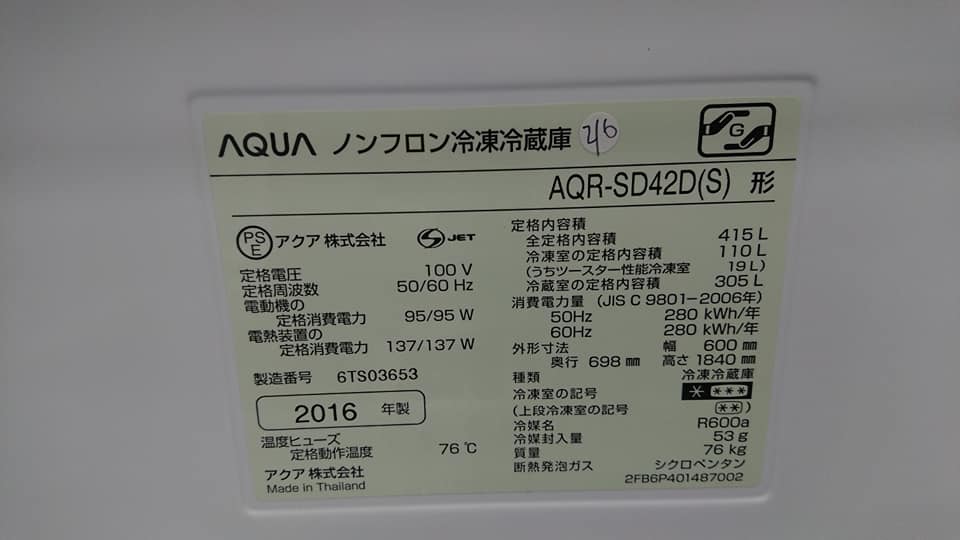 AQUA ノンフロン冷凍冷蔵庫 246
G
AQR-SD42D(S) 形
PS
E アクア株式会社 S JET
定格電圧 100 V
定格周波数 50/60 Hz
電動機の
定格消費電力 95/95 W
電熱装置の
定格消費電力 137/137 W
製造番号 6TS03653
2016 年製
温度ヒューズ
定格動作温度 76 ℃
アクア株式会社
Made in Thailand
定格内容積
全定格内容積 415 L
冷凍室の定格内容積 110 L
(うちツースター性能冷凍室 19 L)
冷蔵室の定格内容積 305 L
消費電力量 (JIS C 9801-2006年)
50Hz 280 kWh/年
60Hz 280 kWh/年
外形寸法 幅 600 ㎜
奥行 698 ㎜ 高さ 1840 ㎜
種類 冷凍冷蔵庫
冷凍室の記号 * ***
(上段冷凍室の記号 **)
冷媒名 R600a
冷媒封入量 53 g
質量 76 kg
断熱発泡ガス シクロペンタン
2FB6P401487002